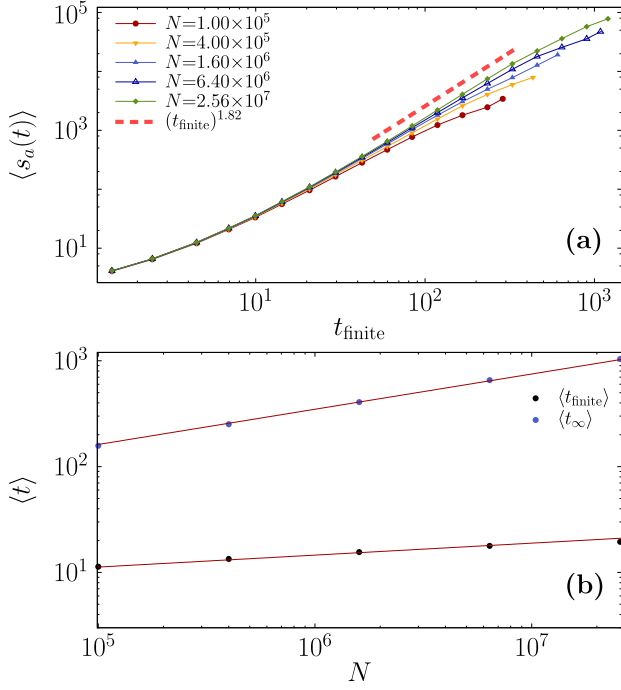 ⟨s_a(t)⟩
10^5
10^3
10^1
N=1.00×10^5
N=4.00×10^5
N=1.60×10^6
N=6.40×10^6
N=2.56×10^7
(t_finite)^1.82
(a)
10^1 10^2 10^3
t_finite
⟨t⟩
10^3
10^2
10^1
⟨t_finite⟩
⟨t_∞⟩
(b)
10^5 10^6 10^7
N